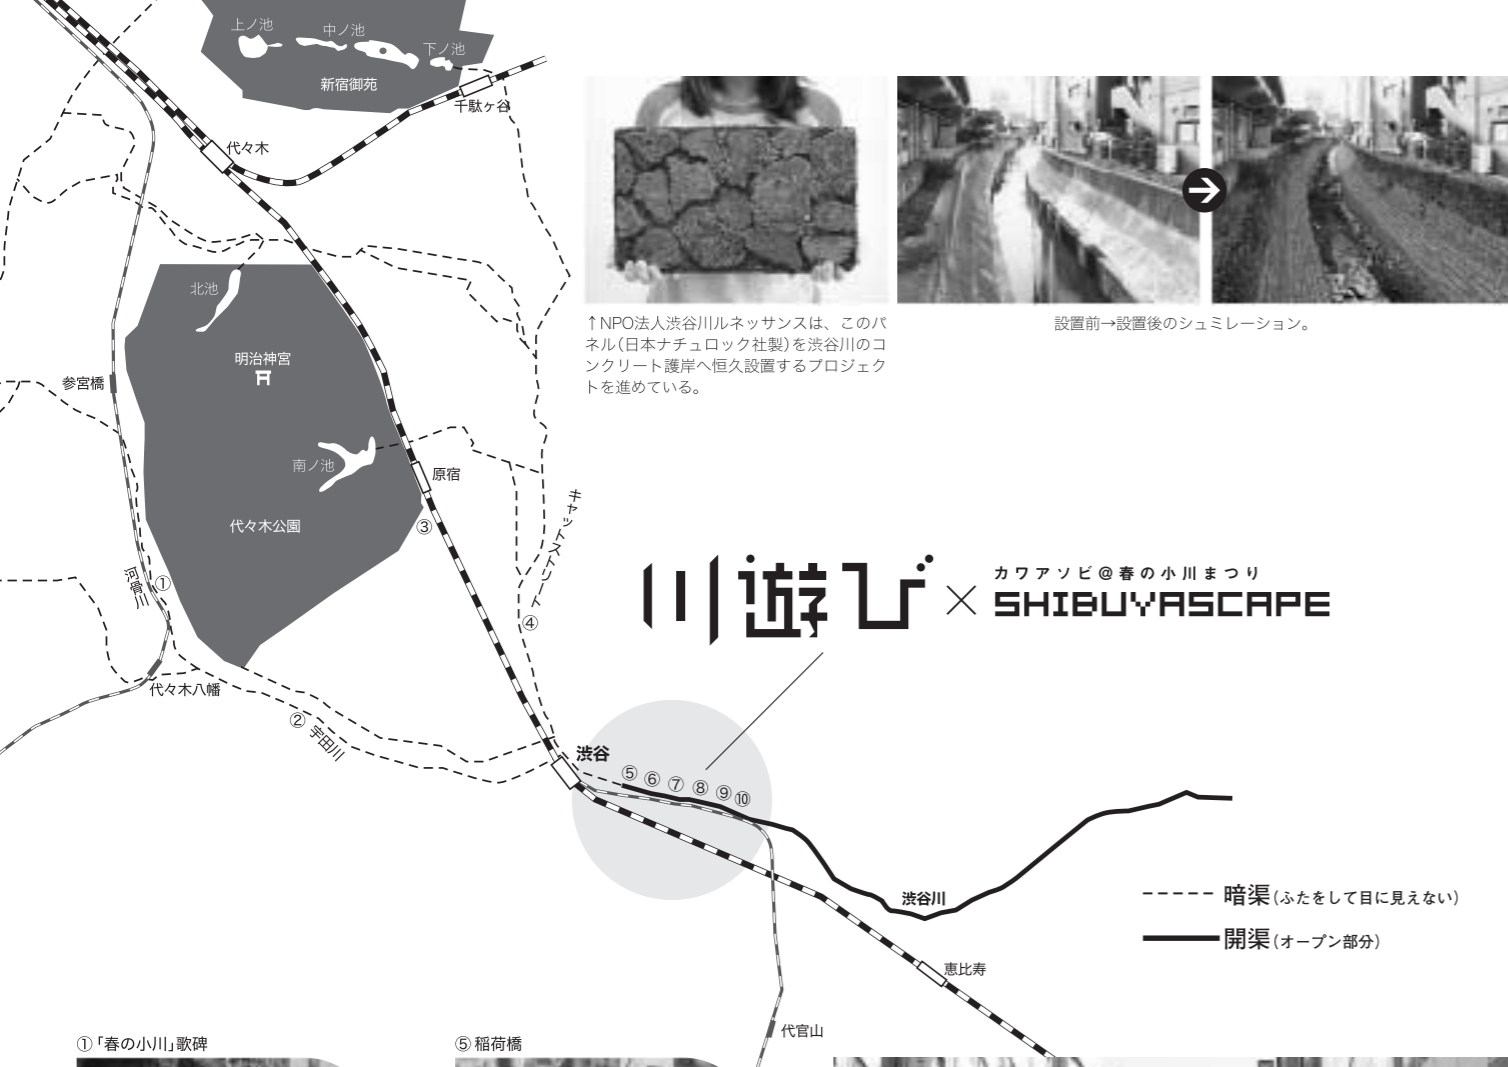 上ノ池
中ノ池
下ノ池
新宿御苑
千駄ヶ谷
代々木
北池
明治神宮
参宮橋
南ノ池
原宿
代々木公園
③
キャットストリート
④
河骨川
①
代々木八幡
②
宇田川
↑NPO法人渋谷川ルネッサンスは、このパ
ネル(日本ナチュロック社製)を渋谷川のコ
ンクリート護岸へ恒久設置するプロジェク
トを進めている。
設置前→設置後のシュミレーション。
川遊び
×
カワアソビ@春の小川まつり
SHIBUYASCAPE
渋谷
⑤ ⑥ ⑦ ⑧ ⑨ ⑩
渋谷川
恵比寿
代官山
暗渠(ふたをして目に見えない)
開渠(オープン部分)
①「春の小川」歌碑
⑤ 稲荷橋